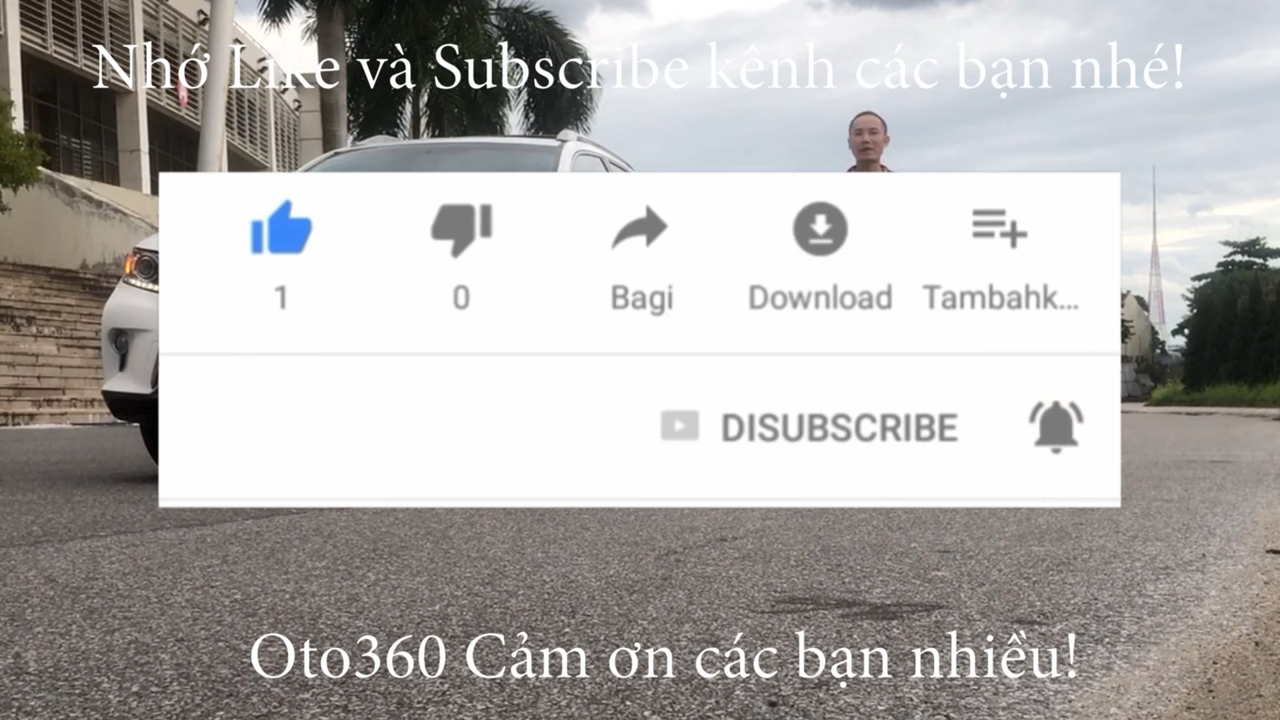 Nhớ Like và Subscribe kênh các bạn nhé!
1 0 Bagi Download Tambahk...
DISUBSCRIBE
Oto360 Cảm ơn các bạn nhiều!